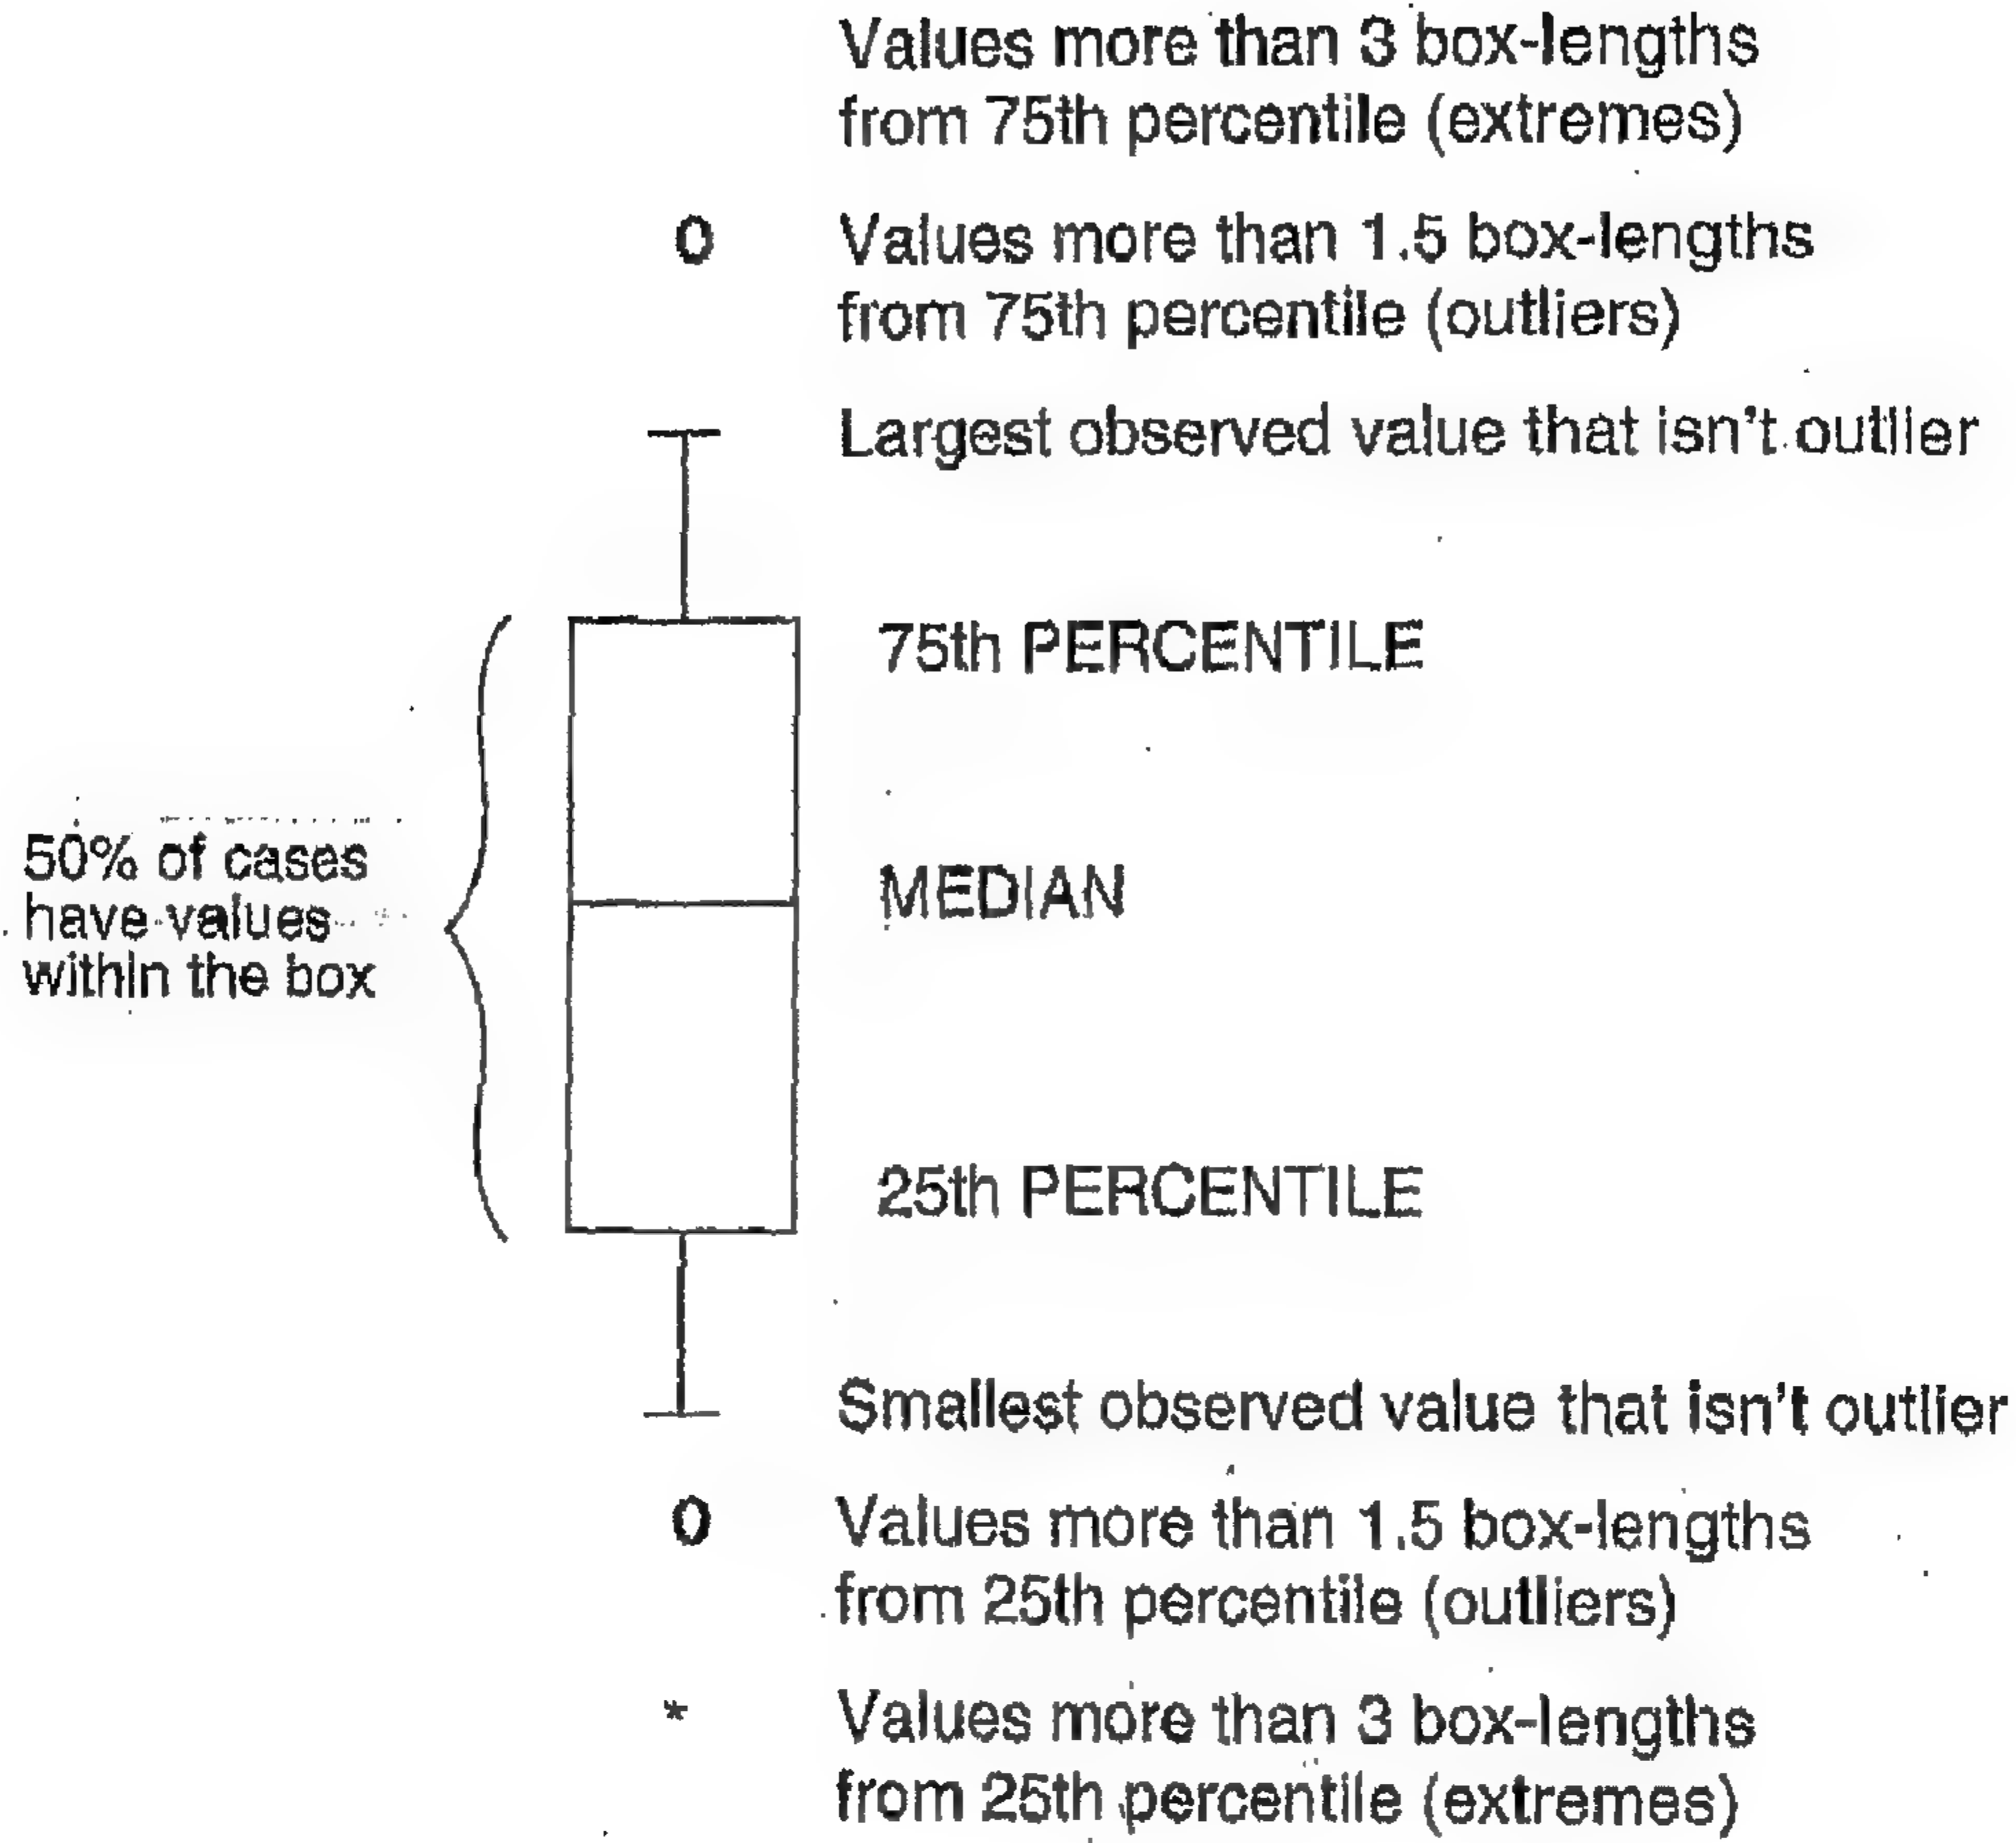 Values more than 3 box-lengths
from 75th percentile (extremes)
O Values more than 1.5 box-lengths
from 75th percentile (outliers)
Largest observed value that isn't outlier
75th PERCENTILE
MEDIAN
50% of cases
have values
within the box
25th PERCENTILE
Smallest observed value that isn't outlier
O Values more than 1.5 box-lengths
from 25th percentile (outliers)
* Values more than 3 box-lengths
from 25th percentile (extremes)